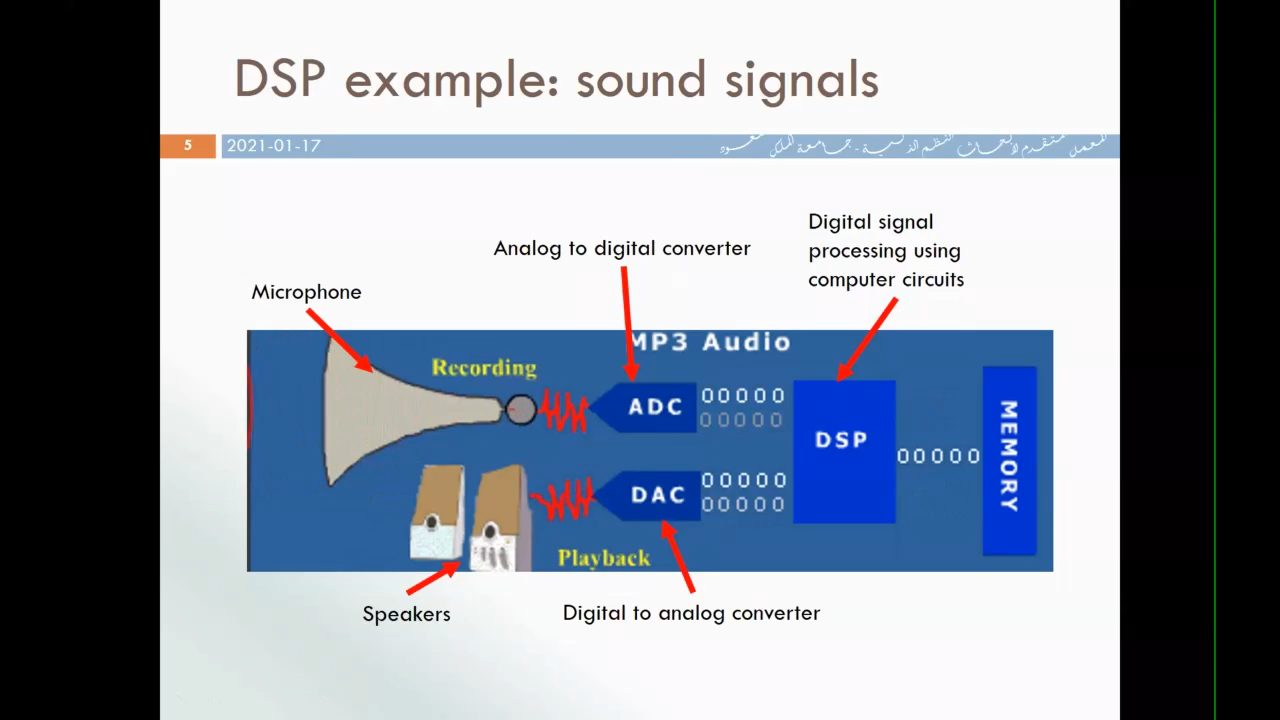 DSP example: sound signals
5
2021-01-17
Analog to digital converter
Digital signal
processing using
computer circuits
Microphone
MP3 Audio
Recording
ADC
00000
00000
DSP
00000
MEMORY
DAC
00000
00000
Playback
Speakers
Digital to analog converter